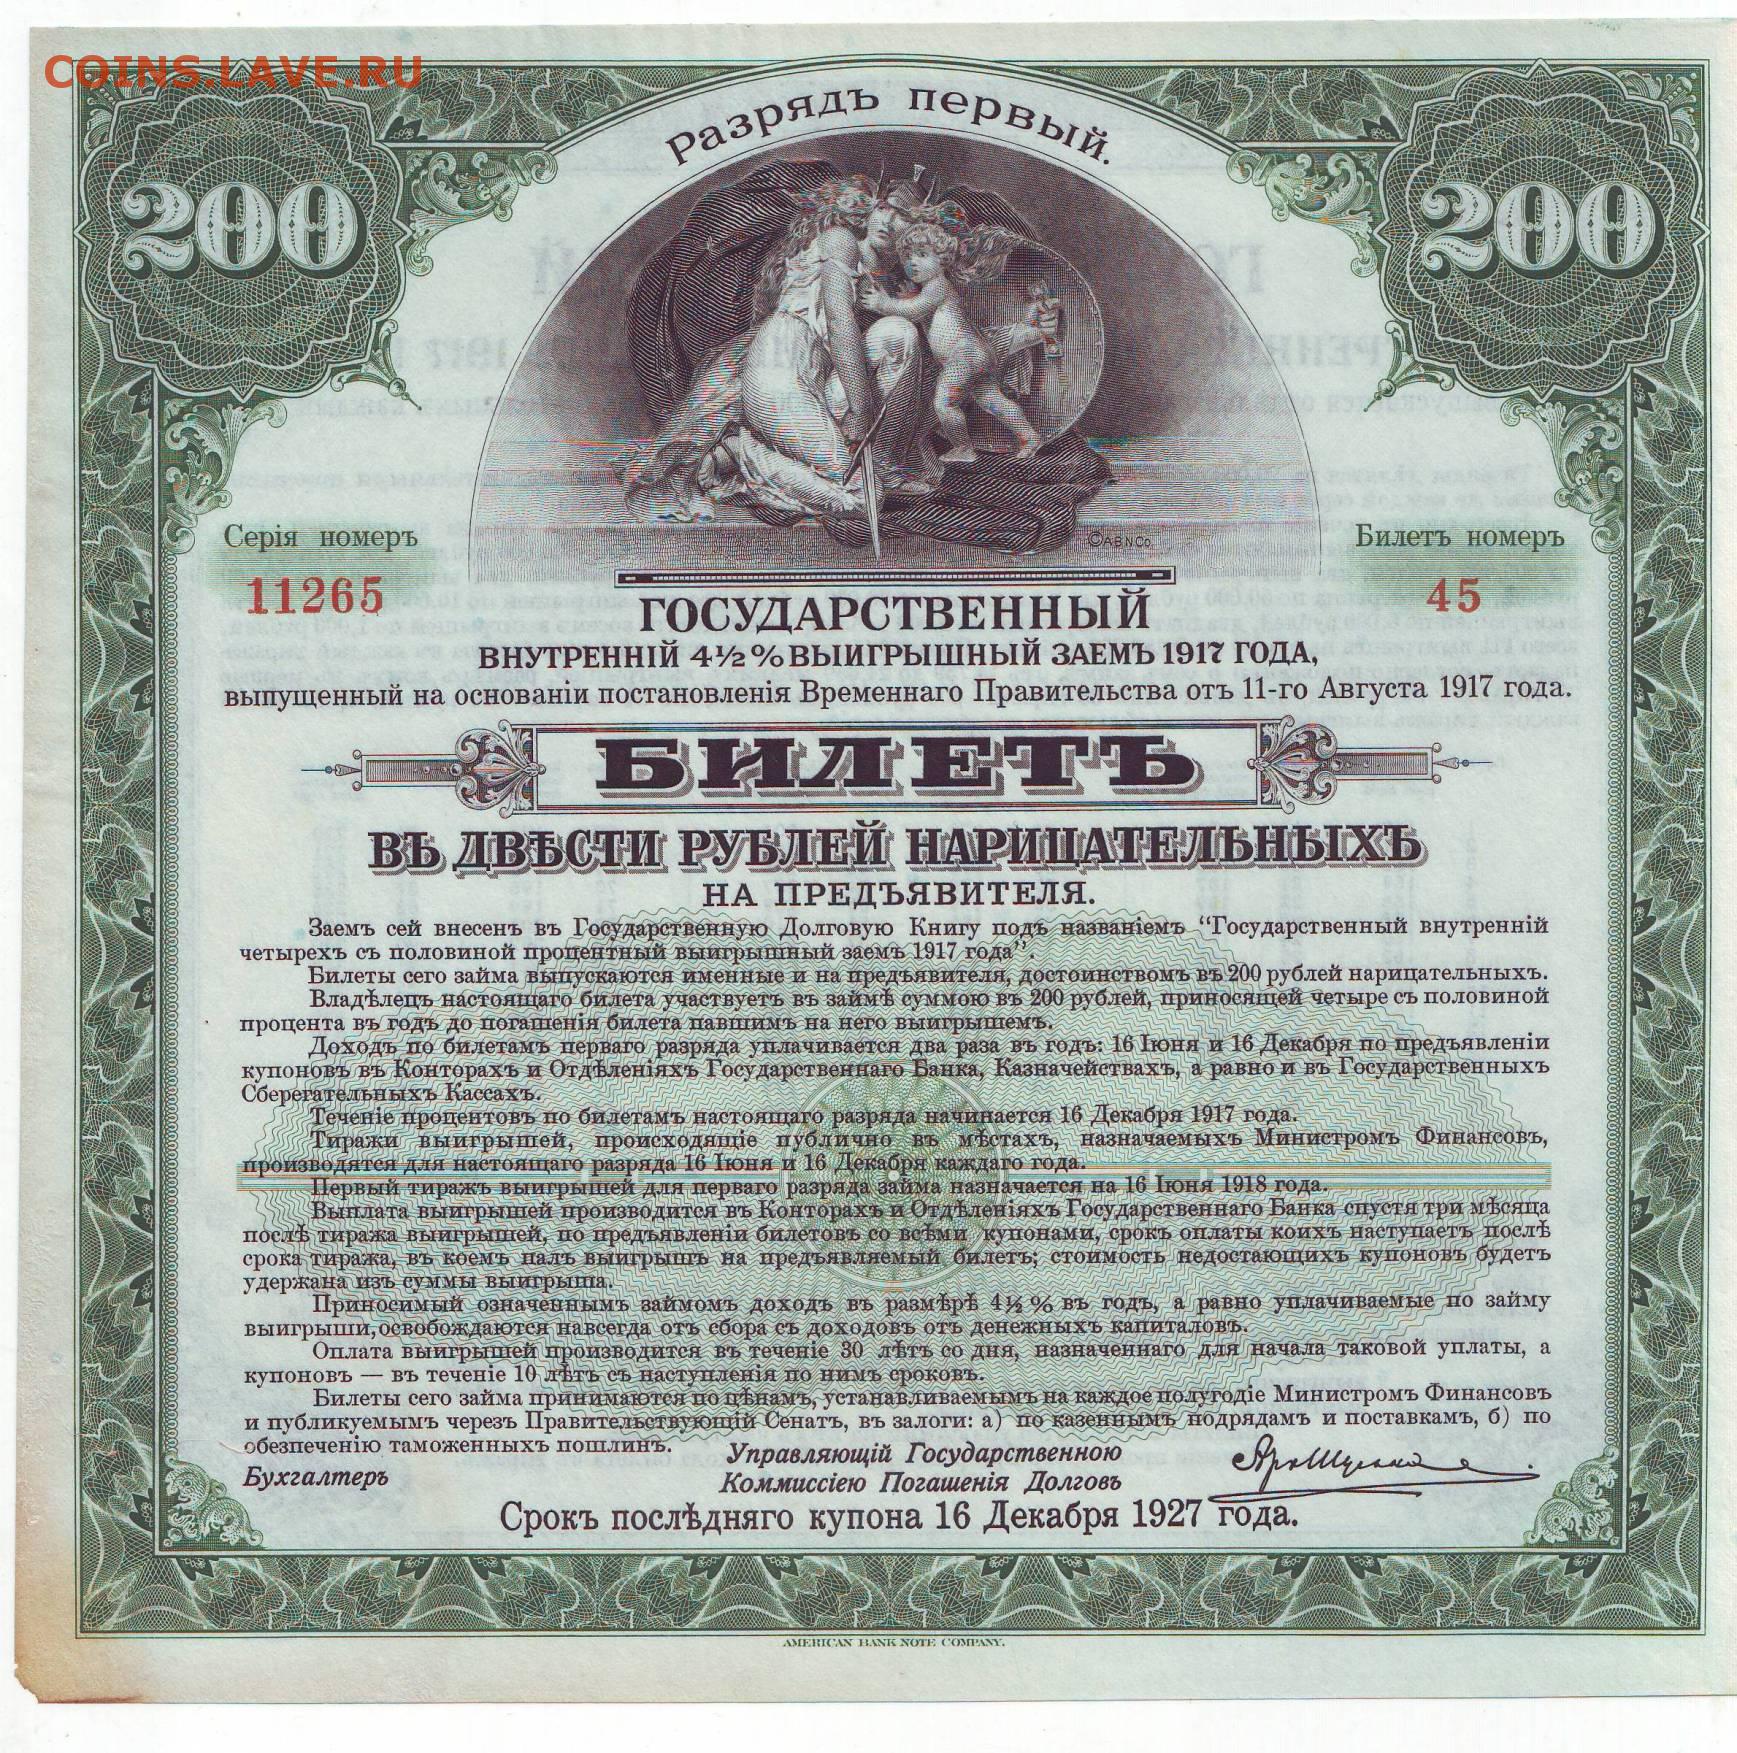 COINS.LAVE.RU
Разрядъ первый.
200
200
©ABNCo.
Серія номеръ
Билетъ номеръ
11265
45
ГОСУДАРСТВЕННЫЙ
ВНУТРЕННІЙ 4½% ВЫИГРЫШНЫЙ ЗАЕМЪ 1917 ГОДА,
выпущенный на основаніи постановленія Временнаго Правительства отъ 11-го Августа 1917 года.
БИЛЕТЪ
ВЪ ДВѢСТИ РУБЛЕЙ НАРИЦАТЕЛЬНЫХЪ
НА ПРЕДЪЯВИТЕЛЯ.
Заемъ сей внесенъ въ Государственную Долговую Книгу подъ названіемъ “Государственный внутренній
четырехъ съ половиной процентный выигрышный заемъ 1917 года”.
Билеты сего займа выпускаются именные и на предъявителя, достоинствомъ въ 200 рублей нарицательныхъ.
Владѣлецъ настоящаго билета участвуетъ въ займѣ суммою въ 200 рублей, приносящей четыре съ половиной
процента въ годъ до погашенія билета павшимъ на него выигрышемъ.
Доходъ по билетамъ перваго разряда уплачивается два раза въ годъ: 16 Іюня и 16 Декабря по предъявленіи
купоновъ въ Конторахъ и Отдѣленіяхъ Государственнаго Банка, Казначействахъ, а равно и въ Государственныхъ
Сберегательныхъ Кассахъ.
Теченіе процентовъ по билетамъ настоящаго разряда начинается 16 Декабря 1917 года.
Тиражи выигрышей, происходящіе публично въ мѣстахъ, назначаемыхъ Министромъ Финансовъ,
производятся для настоящаго разряда 16 Іюня и 16 Декабря каждаго года.
Первый тиражъ выигрышей для перваго разряда займа назначается на 16 Іюня 1918 года.
Выплата выигрышей производится въ Конторахъ и Отдѣленіяхъ Государственнаго Банка спустя три мѣсяца
послѣ тиража выигрышей, по предъявленіи билетовъ со всѣми купонами, срокъ оплаты коихъ наступаетъ послѣ
срока тиража, въ коемъ палъ выигрышъ на предъявляемый билетъ; стоимость недостающихъ купоновъ будетъ
удержана изъ суммы выигрыша.
Приносимый означеннымъ займомъ доходъ въ размѣрѣ 4½% въ годъ, а равно уплачиваемые по займу
выигрыши, освобождаются навсегда отъ сбора съ доходовъ отъ денежныхъ капиталовъ.
Оплата выигрышей производится въ теченіе 30 лѣтъ со дня, назначеннаго для начала таковой уплаты, а
купоновъ — въ теченіе 10 лѣтъ съ наступленія по нимъ сроковъ.
Билеты сего займа принимаются по цѣнамъ, устанавливаемымъ на каждое полугодіе Министромъ Финансовъ
и публикуемымъ черезъ Правительствующій Сенатъ, въ залоги: а) по казеннымъ подрядамъ и поставкамъ, б) по
обезпеченію таможенныхъ пошлинъ.
Управляющій Государственною
Бухгалтеръ
Коммиссіею Погашенія Долговъ
Срокъ послѣдняго купона 16 Декабря 1927 года.
AMERICAN BANK NOTE COMPANY.